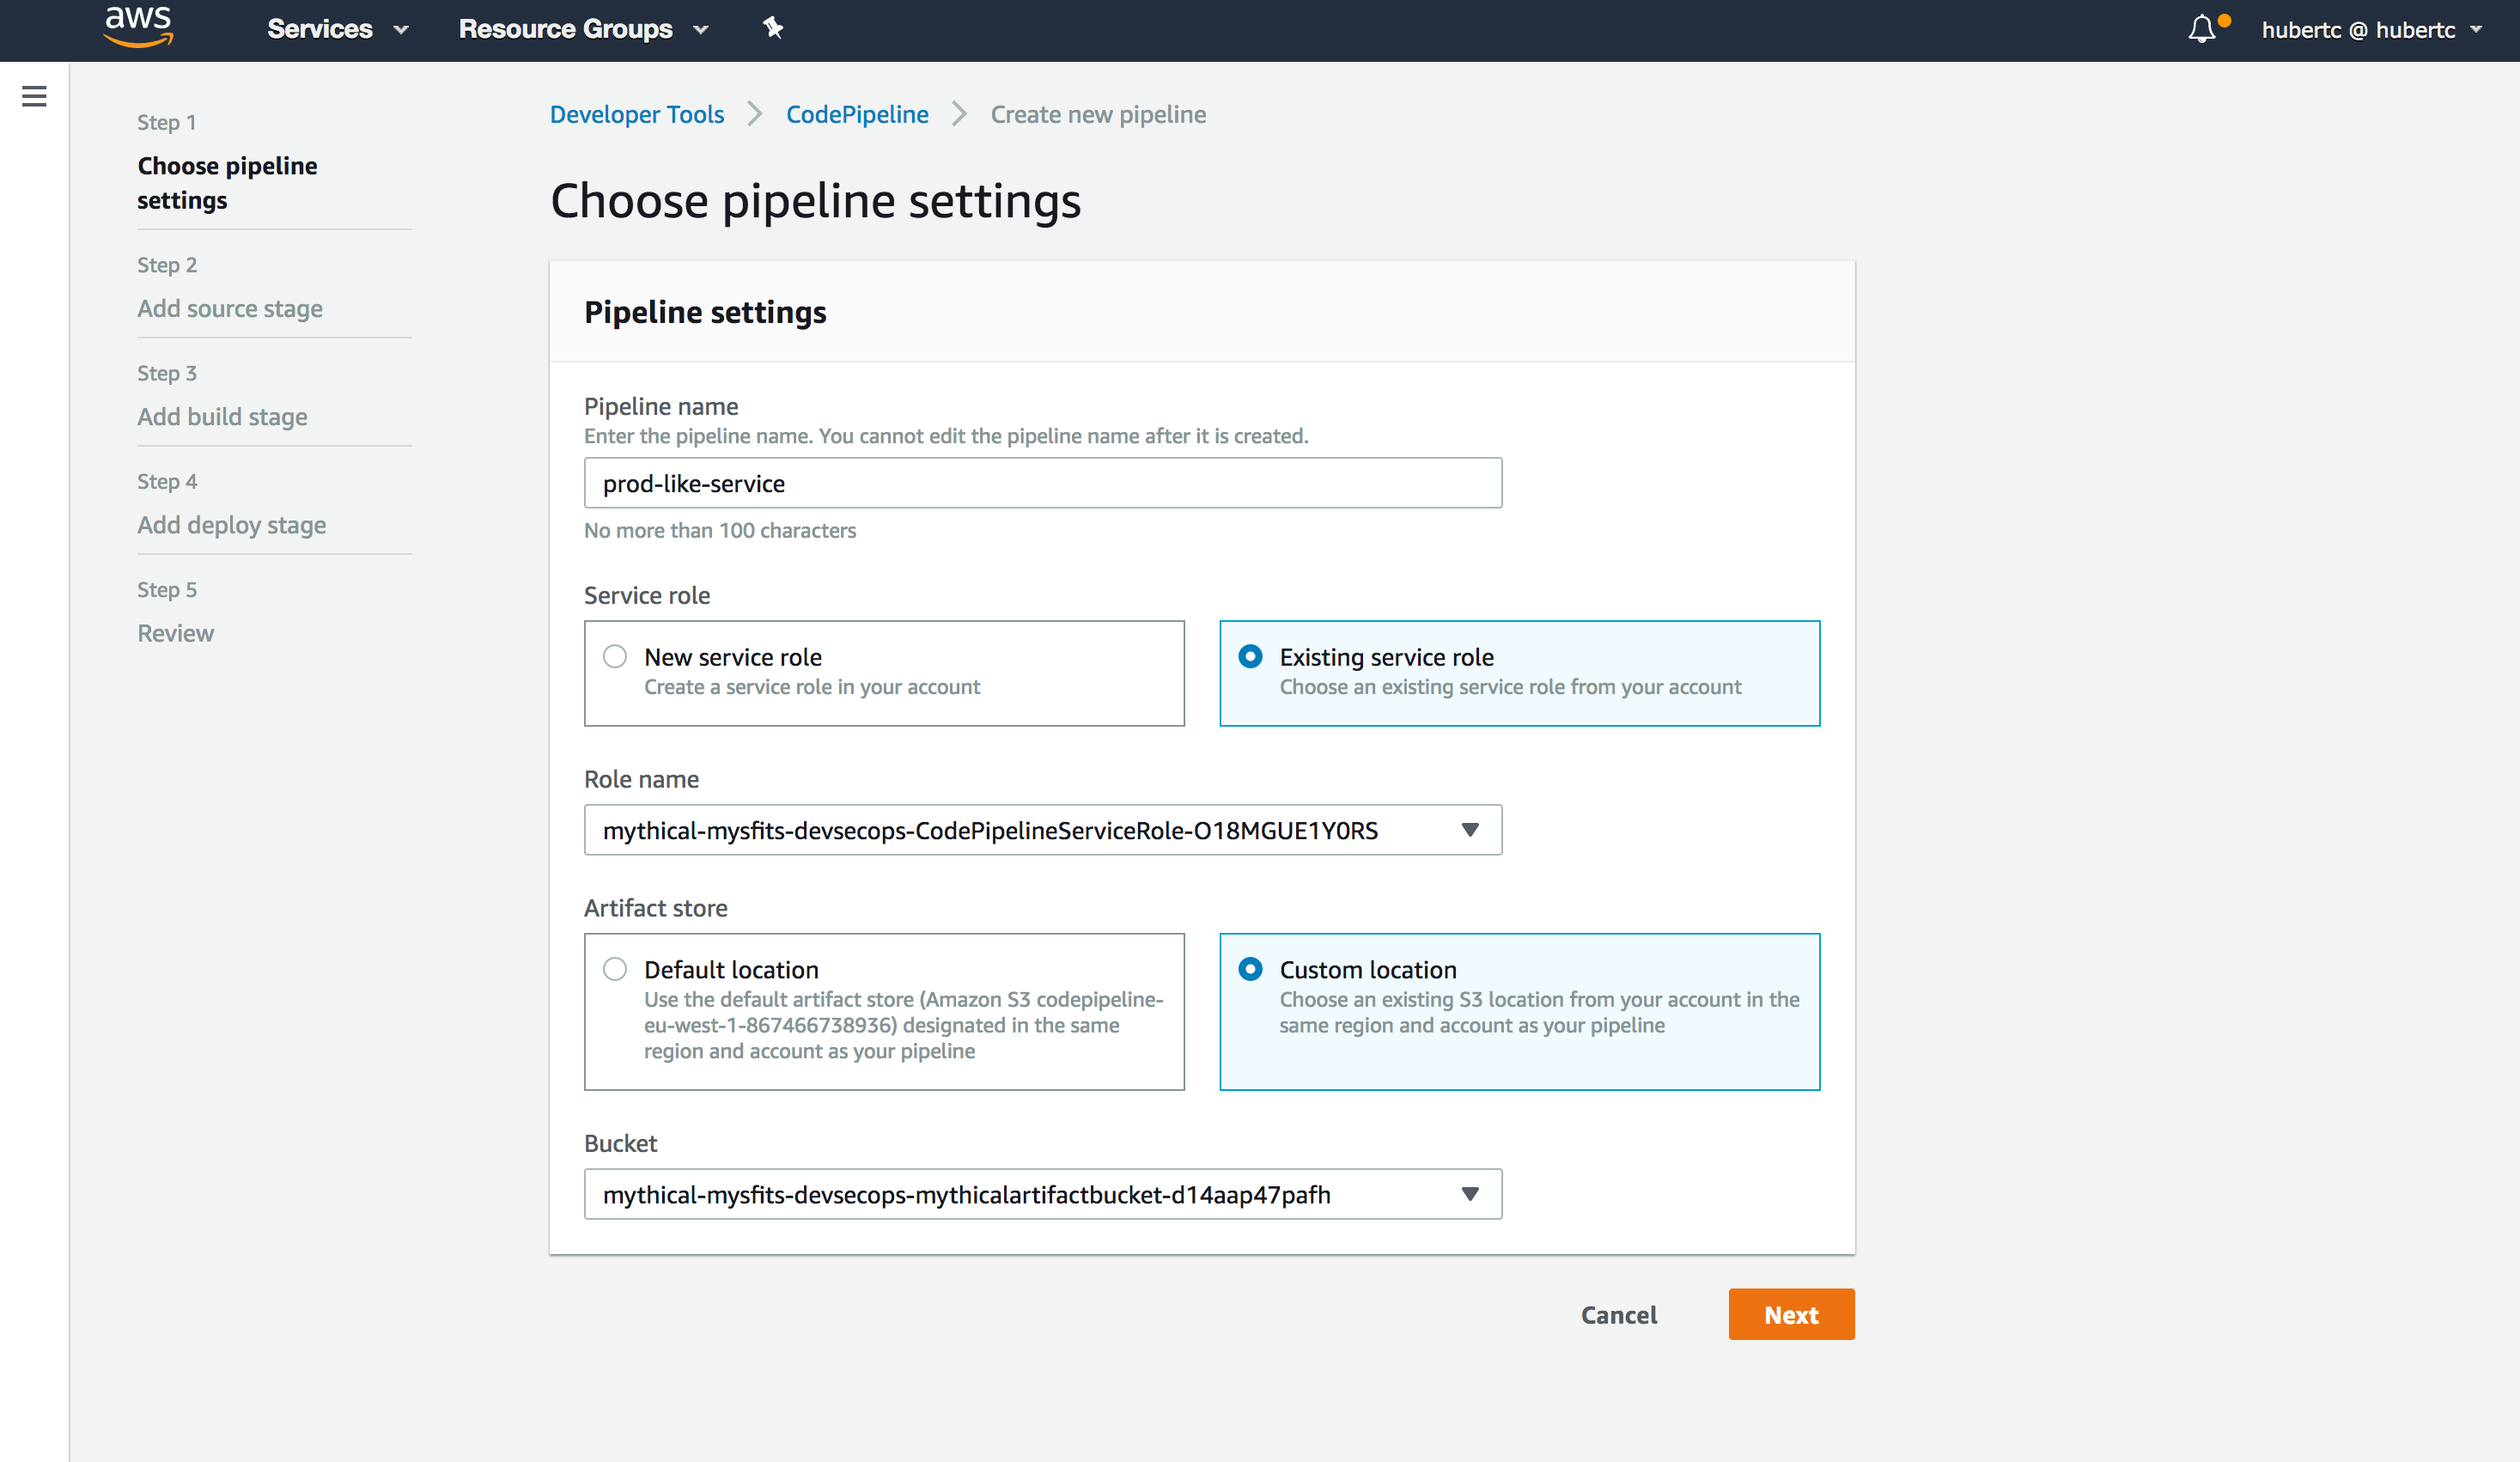 aws
Services
Resource Groups
hubertc @ hubertc
Step 1
Choose pipeline
settings
Step 2
Add source stage
Step 3
Add build stage
Step 4
Add deploy stage
Step 5
Review
Developer Tools
CodePipeline
Create new pipeline
Choose pipeline settings
Pipeline settings
Pipeline name
Enter the pipeline name. You cannot edit the pipeline name after it is created.
prod-like-service
No more than 100 characters
Service role
New service role
Create a service role in your account
Existing service role
Choose an existing service role from your account
Role name
mythical-mysfits-devsecops-CodePipelineServiceRole-O18MGUE1Y0RS
Artifact store
Default location
Use the default artifact store (Amazon S3 codepipeline-
eu-west-1-867466738936) designated in the same
region and account as your pipeline
Custom location
Choose an existing S3 location from your account in the
same region and account as your pipeline
Bucket
mythical-mysfits-devsecops-mythicalartifactbucket-d14aap47pafh
Cancel
Next